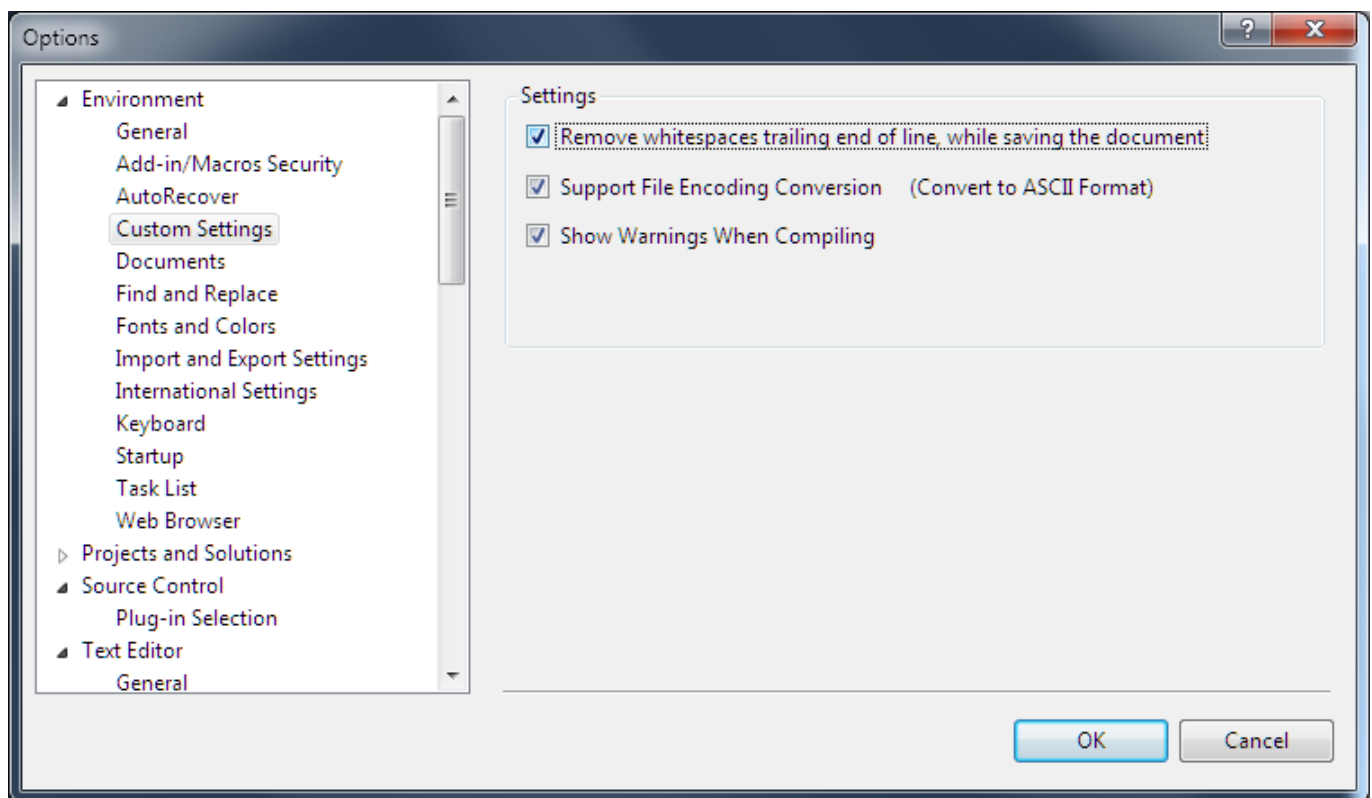 Options
Environment
General
Add-in/Macros Security
AutoRecover
Custom Settings
Documents
Find and Replace
Fonts and Colors
Import and Export Settings
International Settings
Keyboard
Startup
Task List
Web Browser
Projects and Solutions
Source Control
Plug-in Selection
Text Editor
General
Settings
Remove whitespaces trailing end of line, while saving the document
Support File Encoding Conversion (Convert to ASCII Format)
Show Warnings When Compiling
OK
Cancel